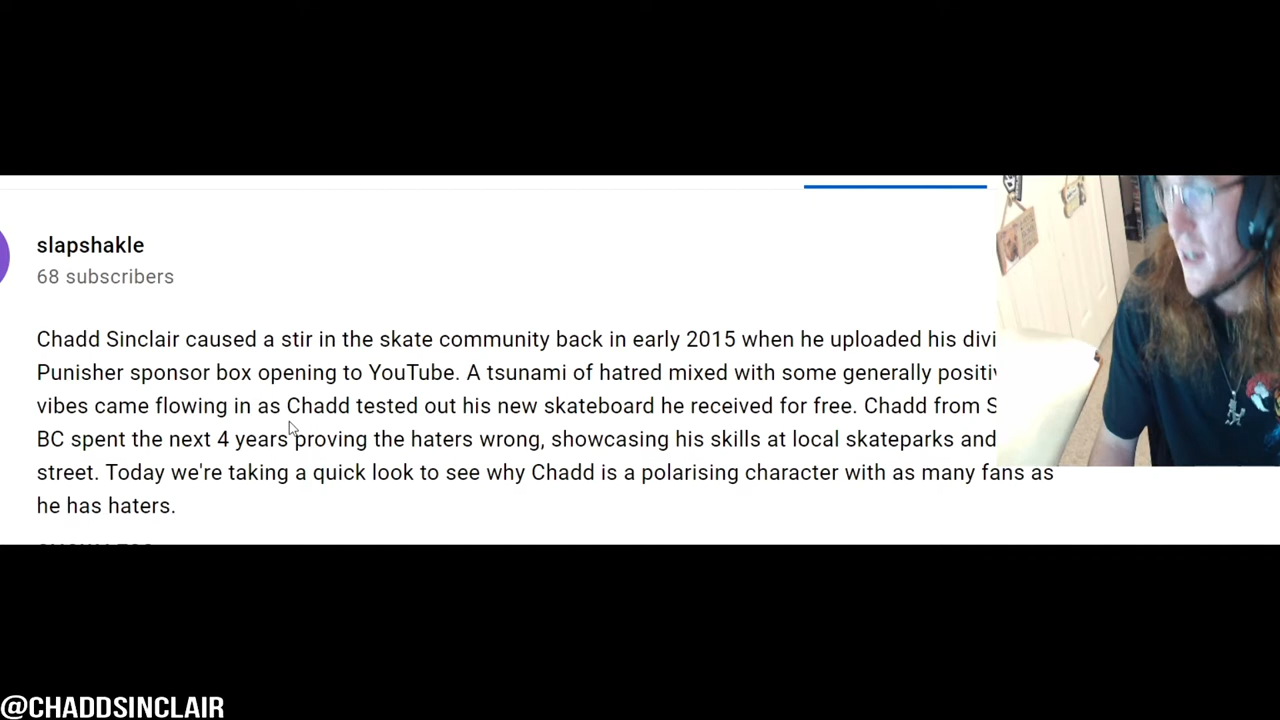 slapshakle
68 subscribers
Chadd Sinclair caused a stir in the skate community back in early 2015 when he uploaded his
Punisher sponsor box opening to YouTube. A tsunami of hatred mixed with some generally
vibes came flowing in as Chadd tested out his new skateboard he received for free. Chadd from
BC spent the next 4 years proving the haters wrong, showcasing his skills at local skateparks and
street. Today we're taking a quick look to see why Chadd is a polarising character with as many fans as
he has haters.
@CHADDSINCLAIR